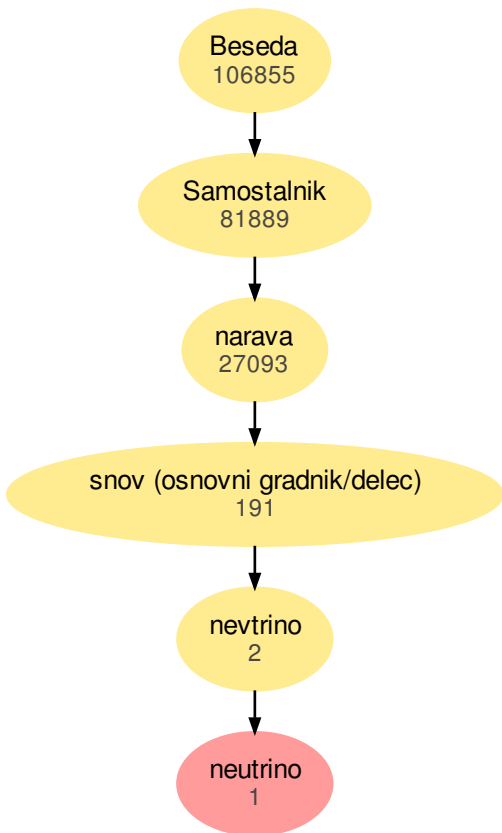 Beseda
106855
Samostalnik
81889
narava
27093
snov (osnovni gradnik/delec)
191
nevtrino
2
neutrino
1